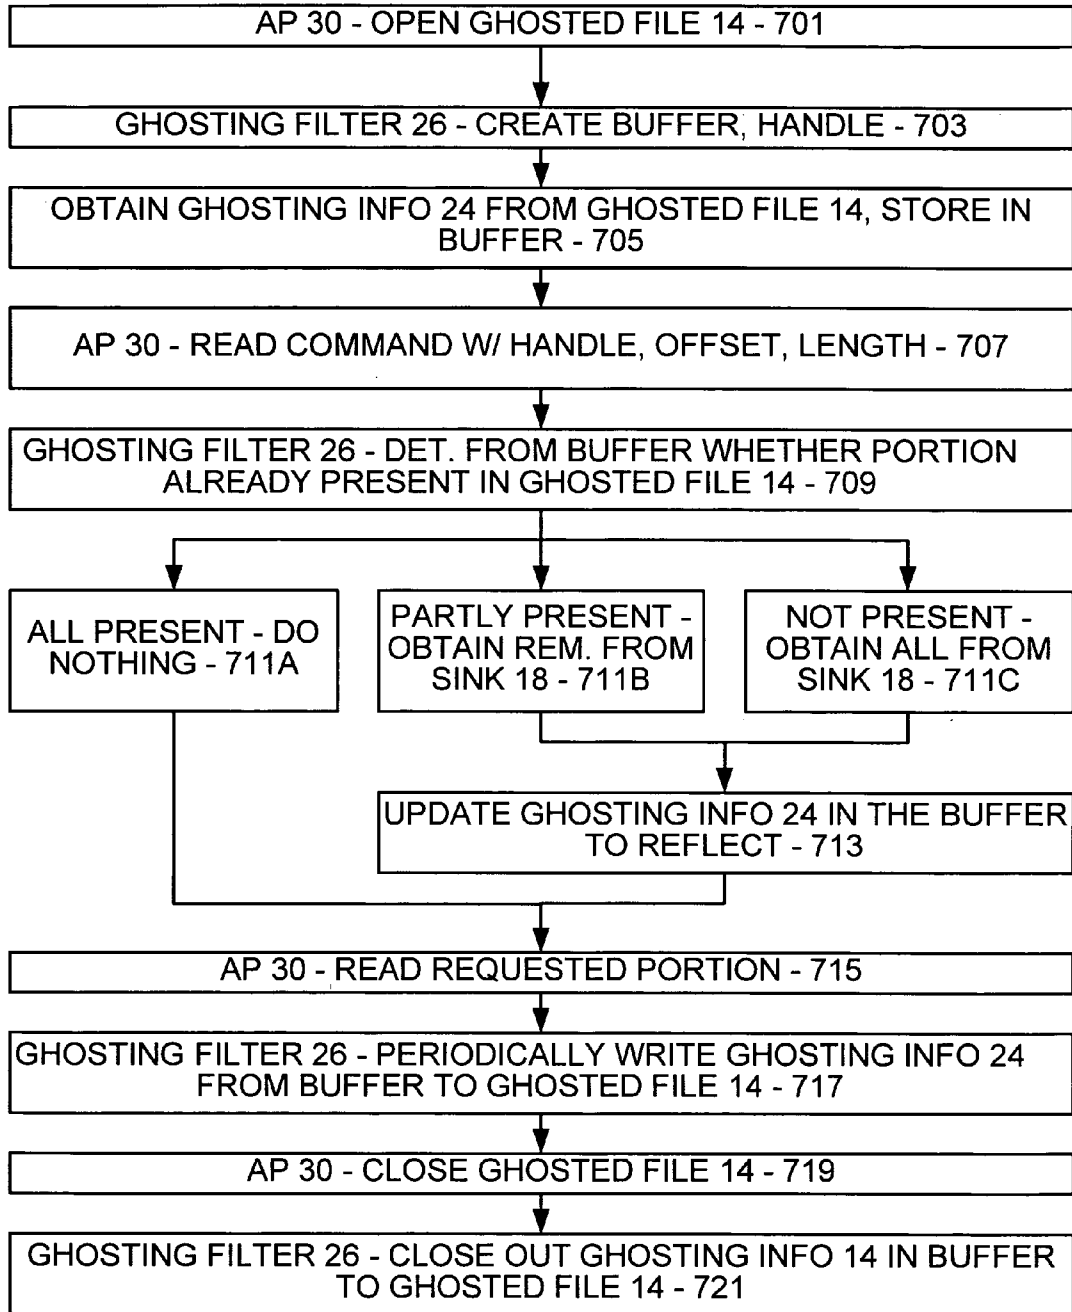 AP 30 - OPEN GHOSTED FILE 14 - 701
GHOSTING FILTER 26 - CREATE BUFFER, HANDLE - 703
OBTAIN GHOSTING INFO 24 FROM GHOSTED FILE 14, STORE IN
BUFFER - 705
AP 30 - READ COMMAND W/ HANDLE, OFFSET, LENGTH - 707
GHOSTING FILTER 26 - DET. FROM BUFFER WHETHER PORTION
ALREADY PRESENT IN GHOSTED FILE 14 - 709
ALL PRESENT - DO
NOTHING - 711A
PARTLY PRESENT -
OBTAIN REM. FROM
SINK 18 - 711B
NOT PRESENT -
OBTAIN ALL FROM
SINK 18 - 711C
UPDATE GHOSTING INFO 24 IN THE BUFFER
TO REFLECT - 713
AP 30 - READ REQUESTED PORTION - 715
GHOSTING FILTER 26 - PERIODICALLY WRITE GHOSTING INFO 24
FROM BUFFER TO GHOSTED FILE 14 - 717
AP 30 - CLOSE GHOSTED FILE 14 - 719
GHOSTING FILTER 26 - CLOSE OUT GHOSTING INFO 14 IN BUFFER
TO GHOSTED FILE 14 - 721